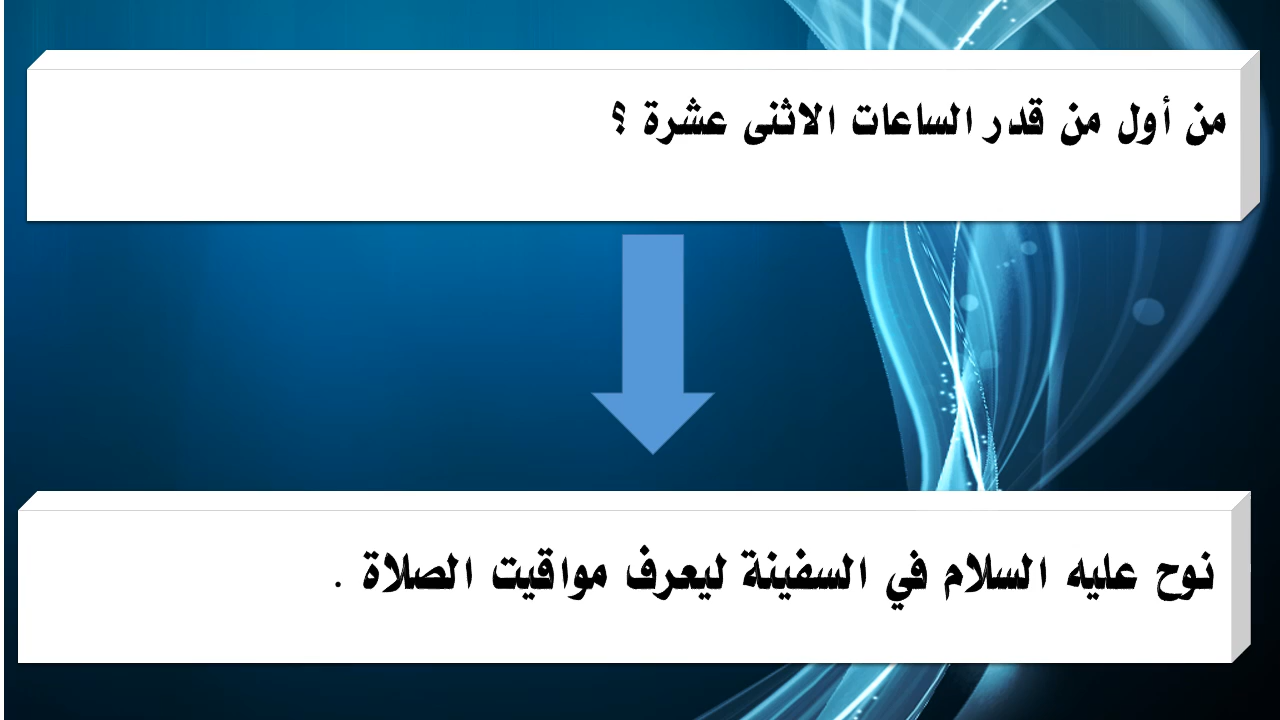 من أول من قدر الساعات الاثنى عشرة ؟
نوح عليه السلام في السفينة ليعرف مواقيت الصلاة .